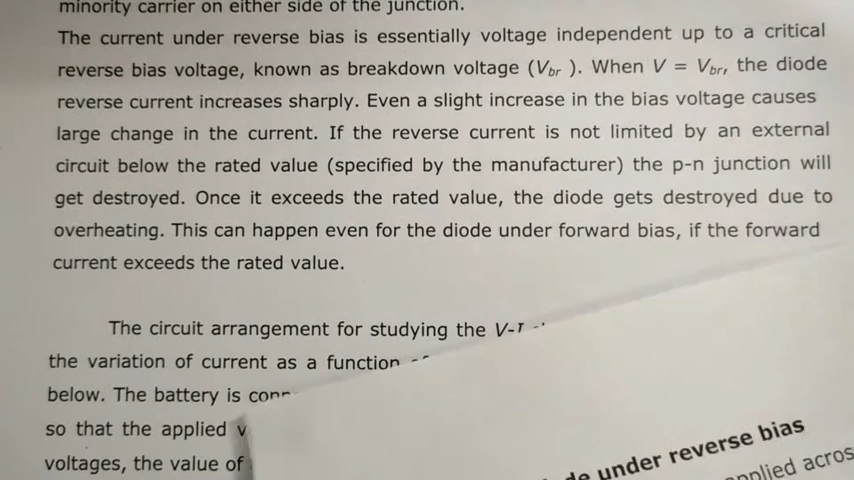 minority carrier on either side of the junction.
The current under reverse bias is essentially voltage independent up to a critical
reverse bias voltage, known as breakdown voltage (Vbr ). When V = Vbr, the diode
reverse current increases sharply. Even a slight increase in the bias voltage causes
large change in the current. If the reverse current is not limited by an external
circuit below the rated value (specified by the manufacturer) the p-n junction will
get destroyed. Once it exceeds the rated value, the diode gets destroyed due to
overheating. This can happen even for the diode under forward bias, if the forward
current exceeds the rated value.
The circuit arrangement for studying the V-I
the variation of current as a function
below. The battery is
so that the applied
voltages, the value of
under reverse bias
applied